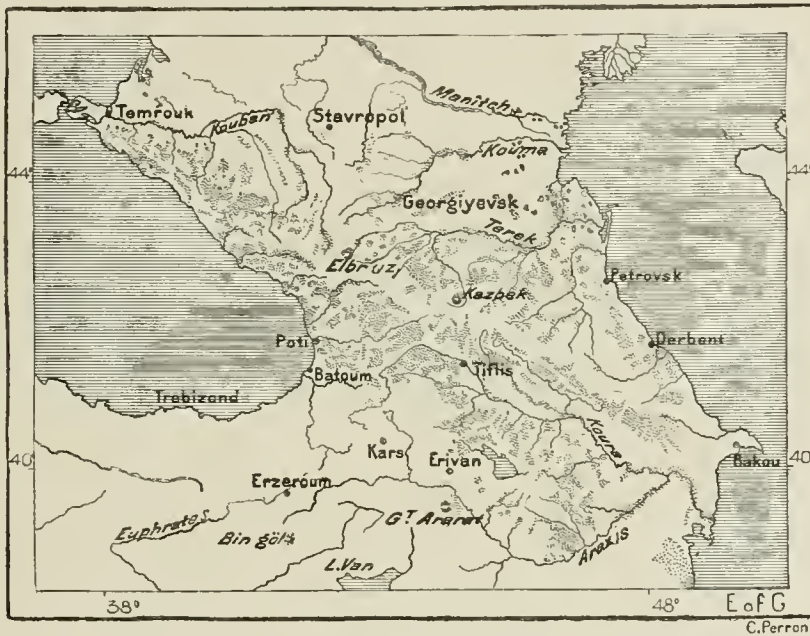 Manitch
Temrouk
Kouban
Stavropol
Kouma
44°
44°
Georgiyevsk
Terek
Elbruz
Petrovsk
Kazbek
Poti
Derbent
Batoum
Tiflis
Trebizond
Koura
Kars
40
40
Erivan
Bakou
Erzeroum
Euphrates
GT Ararat
Bin göl
Araxis
L.Van
38°
48°
E of G
C.Perron